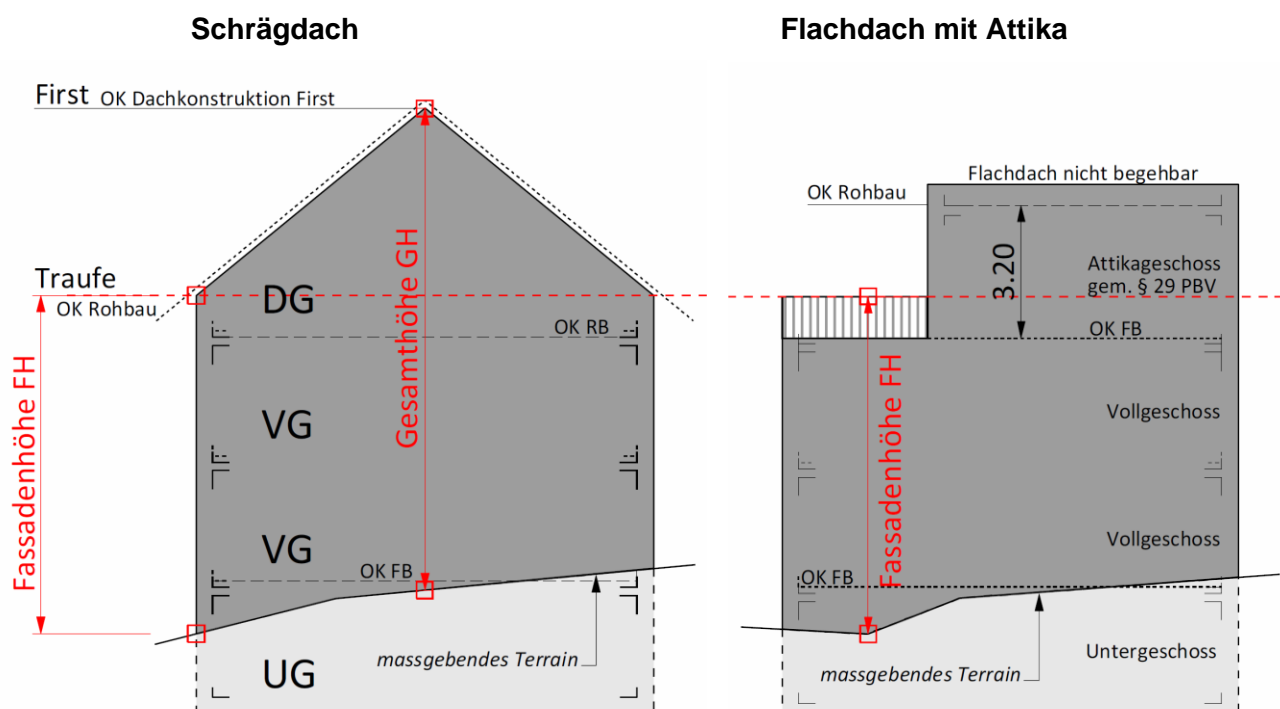 Schrägdach
First OK Dachkonstruktion First
Traufe
OK Rohbau
DG
OK RB
VG
VG
OK FB
UG
massgebendes Terrain
Fassadenhöhe FH
Gesamthöhe GH
Flachdach mit Attika
Flachdach nicht begehbar
OK Rohbau
3.20
Attikageschoss
gem. § 29 PBV
OK FB
Vollgeschoss
Vollgeschoss
OK FB
Fassadenhöhe FH
Untergeschoss
massgebendes Terrain